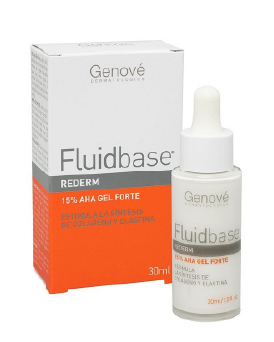 Genové
DERMATOLOGICS
Fluidbase
REDERM
15% AHA GEL FORTE
ESTIMULA LA SÍNTESIS
DE COLÁGENO Y ELASTINA
30ml
Genové
DERMATOLOGICS
Fluidbase
REDERM
15% AHA GEL FORTE
ESTIMULA
LA SÍNTESIS DE
COLÁGENO Y ELASTINA
30ml